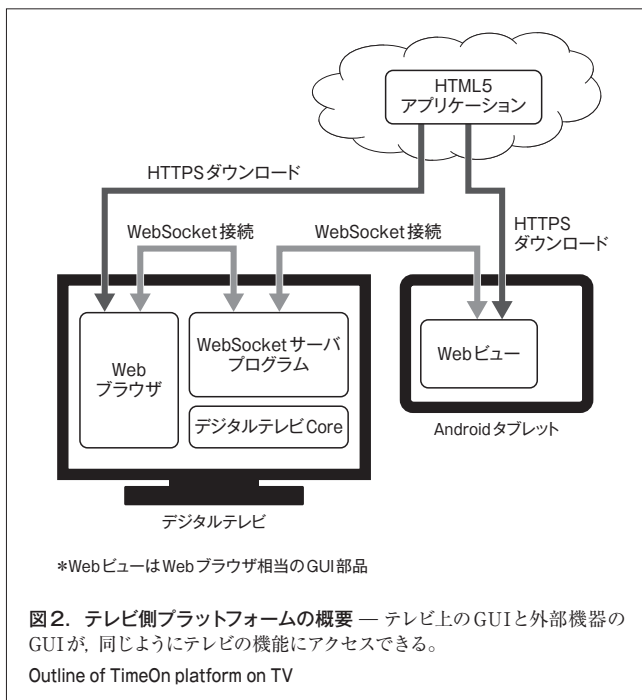 HTML5
アプリケーション
HTTPSダウンロード
WebSocket接続
WebSocket接続
HTTPS
ダウンロード
Web
ブラウザ
WebSocketサーバ
プログラム
デジタルテレビCore
Webビュー
Androidタブレット
デジタルテレビ
*WebビューはWebブラウザ相当のGUI部品
図2. テレビ側プラットフォームの概要 — テレビ上のGUIと外部機器の
GUIが,同じようにテレビの機能にアクセスできる。
Outline of TimeOn platform on TV